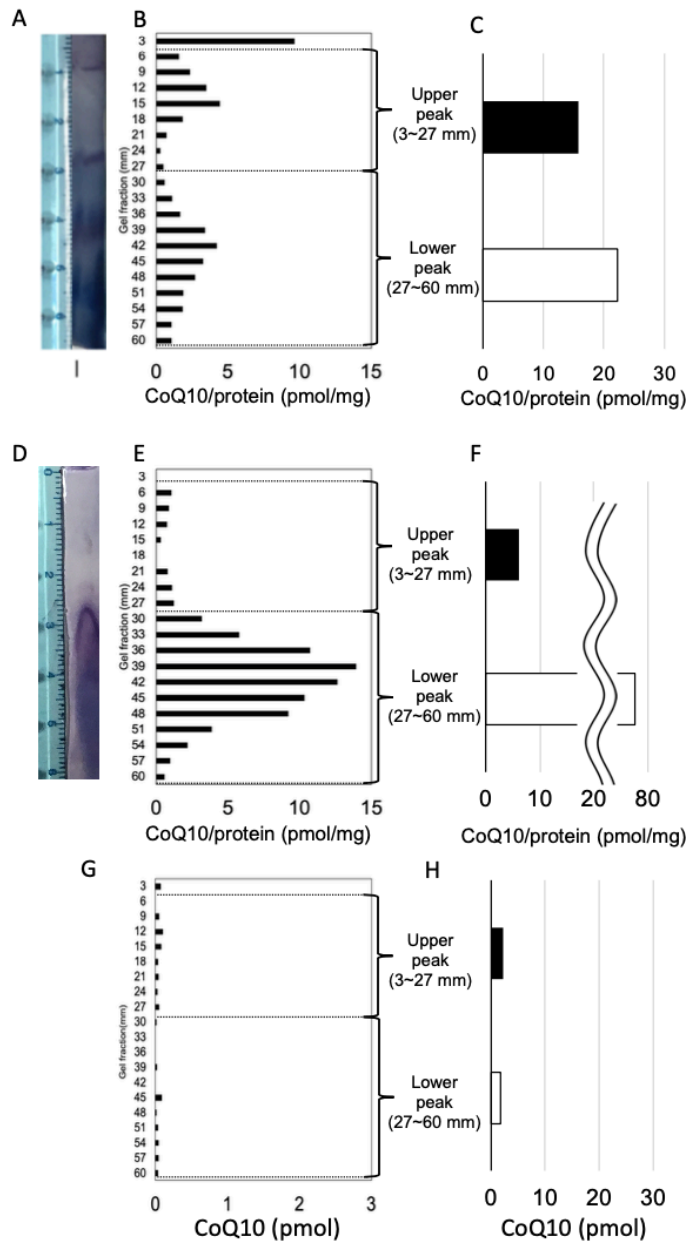 A
B
C
3
6
9
12
15
18
21
24
27
30
33
36
39
42
45
48
51
54
57
60
Gel fraction (mm)
0 5 10 15
CoQ10/protein (pmol/mg)
Upper
peak
(3~27 mm)
Lower
peak
(27~60 mm)
0 10 20 30
CoQ10/protein (pmol/mg)
D
E
F
0
1
2
3
4
5
6
3
6
9
12
15
18
21
24
27
30
33
36
39
42
45
48
51
54
57
60
Gel fraction (mm)
0 5 10 15
CoQ10/protein (pmol/mg)
Upper
peak
(3~27 mm)
Lower
peak
(27~60 mm)
0 10 20 80
CoQ10/protein (pmol/mg)
G
H
3
6
9
12
15
18
21
24
27
30
33
36
39
42
45
48
51
54
57
60
Gel fraction(mm)
0 1 2 3
CoQ10 (pmol)
Upper
peak
(3~27 mm)
Lower
peak
(27~60 mm)
0 10 20 30
CoQ10 (pmol)